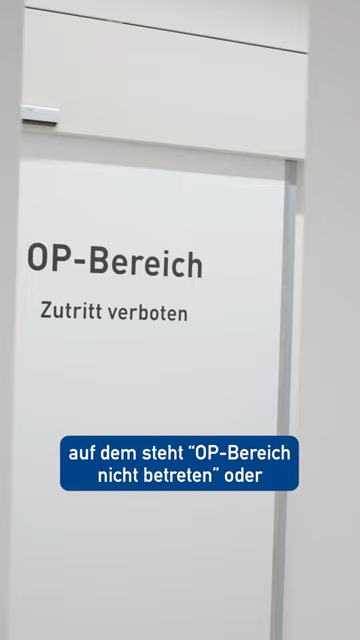 OP-Bereich
Zutritt verboten
auf dem steht “OP-Bereich
nicht betreten” oder